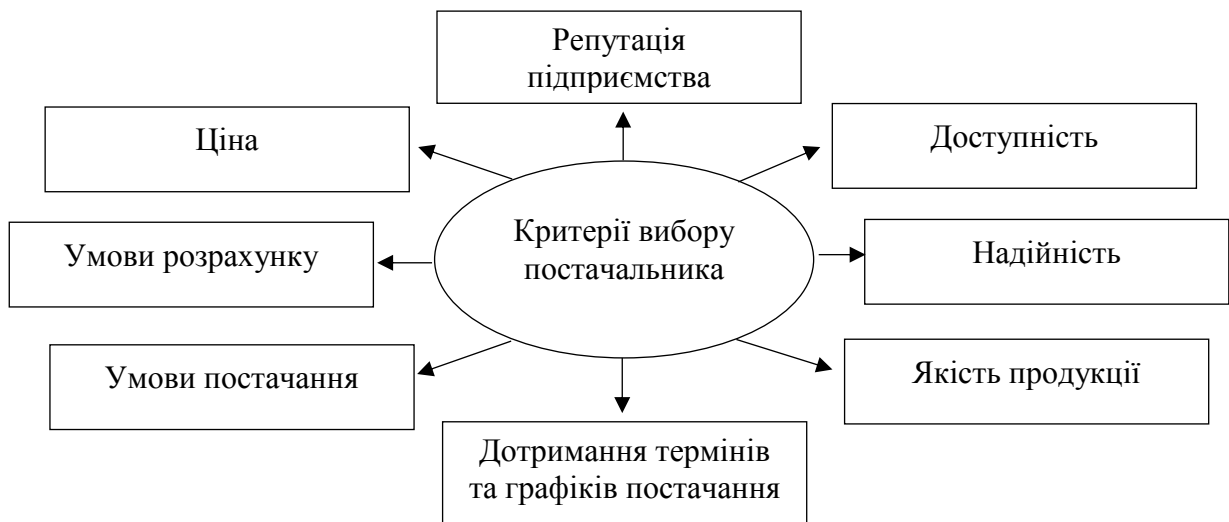 Репутація
підприємства
Ціна
Доступність
Критерії вибору
постачальника
Умови розрахунку
Надійність
Умови постачання
Якість продукції
Дотримання термінів
та графіків постачання